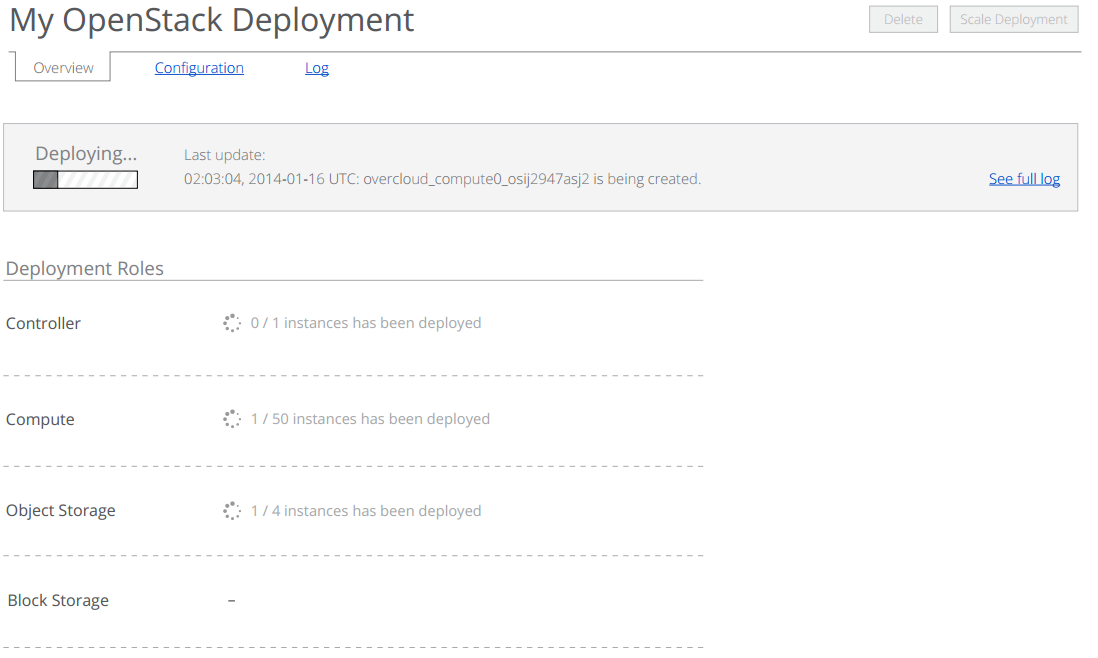 My OpenStack Deployment
Delete
Scale Deployment
Overview
Configuration
Log
Deploying...
Last update:
02:03:04, 2014-01-16 UTC: overcloud_compute0_osij2947asj2 is being created.
See full log
Deployment Roles
Controller
0 / 1 instances has been deployed
Compute
1 / 50 instances has been deployed
Object Storage
1 / 4 instances has been deployed
Block Storage
–